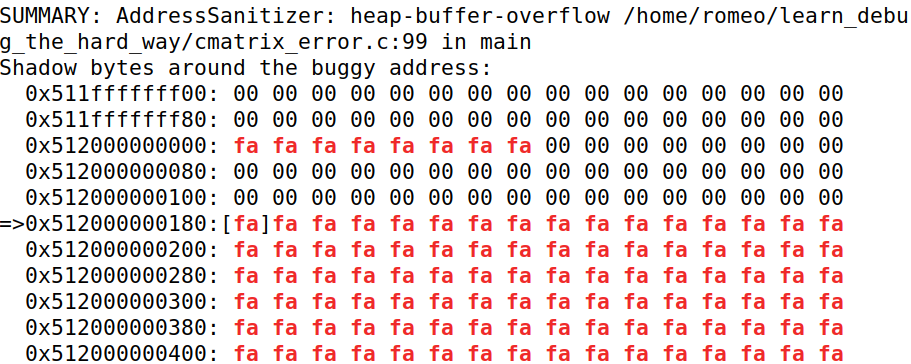 SUMMARY: AddressSanitizer: heap-buffer-overflow /home/romeo/learn_debu
g_the_hard_way/cmatrix_error.c:99 in main
Shadow bytes around the buggy address:
  0x511fffffff00: 00 00 00 00 00 00 00 00 00 00 00 00 00 00 00 00
  0x511fffffff80: 00 00 00 00 00 00 00 00 00 00 00 00 00 00 00 00
  0x512000000000: fa fa fa fa fa fa fa fa 00 00 00 00 00 00 00 00
  0x512000000080: 00 00 00 00 00 00 00 00 00 00 00 00 00 00 00 00
  0x512000000100: 00 00 00 00 00 00 00 00 00 00 00 00 00 00 00 00
=>0x512000000180:[fa]fa fa fa fa fa fa fa fa fa fa fa fa fa fa fa
  0x512000000200: fa fa fa fa fa fa fa fa fa fa fa fa fa fa fa fa
  0x512000000280: fa fa fa fa fa fa fa fa fa fa fa fa fa fa fa fa
  0x512000000300: fa fa fa fa fa fa fa fa fa fa fa fa fa fa fa fa
  0x512000000380: fa fa fa fa fa fa fa fa fa fa fa fa fa fa fa fa
  0x512000000400: fa fa fa fa fa fa fa fa fa fa fa fa fa fa fa fa